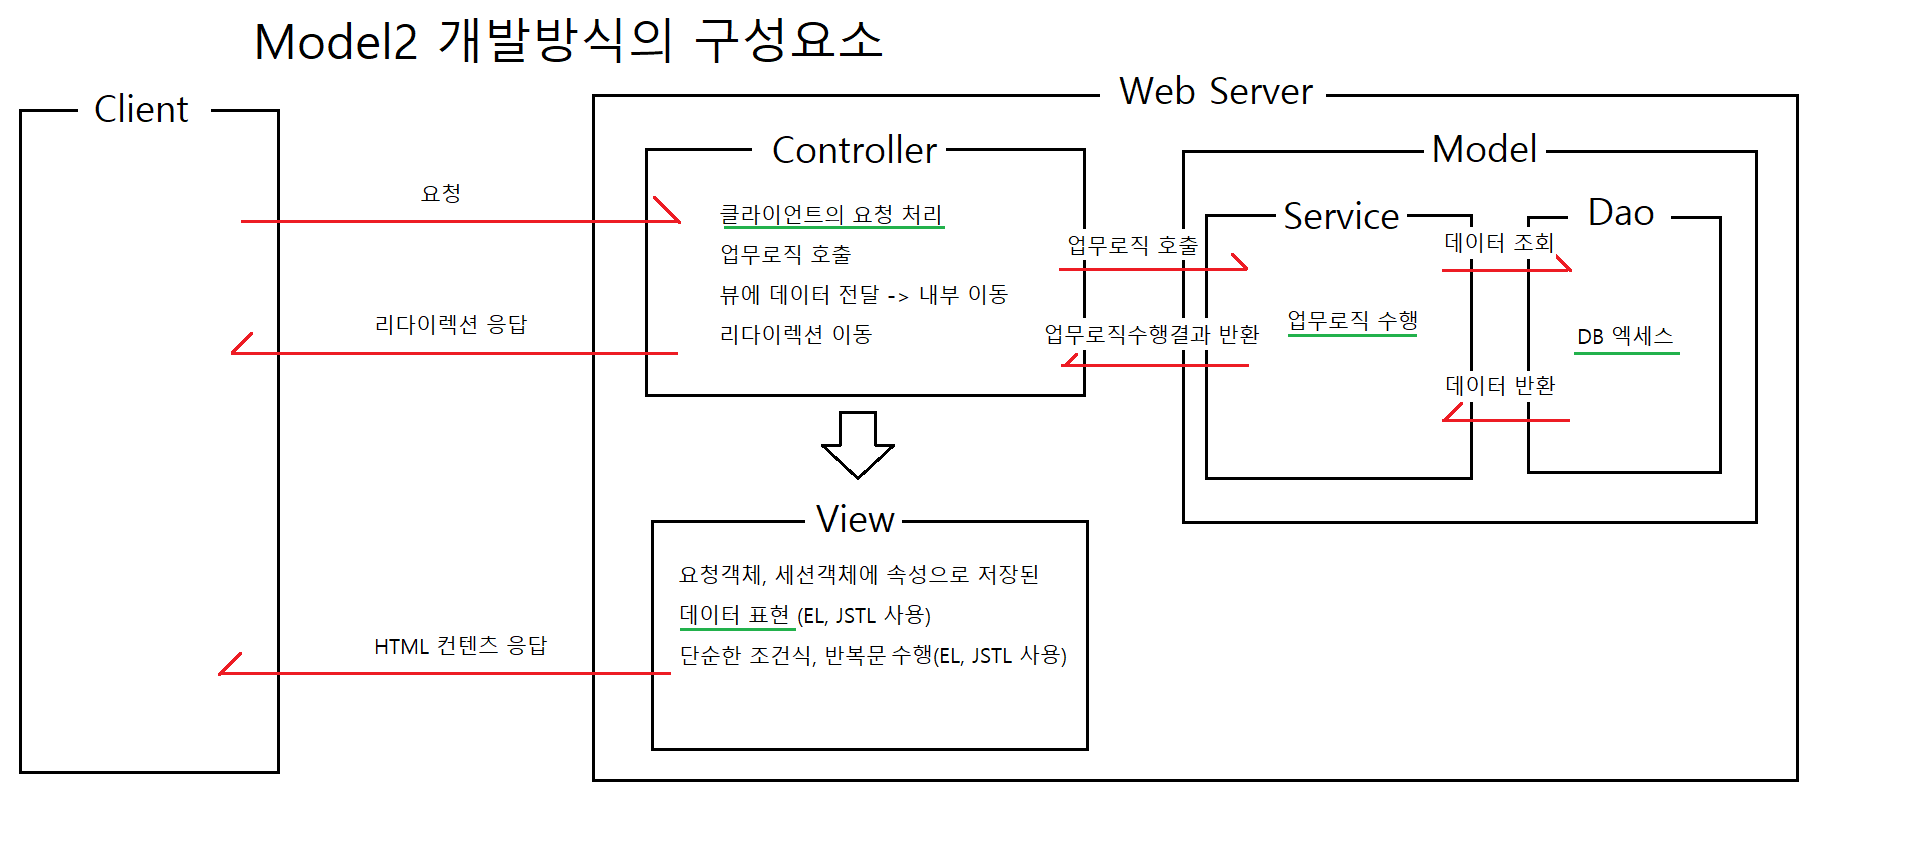 Model2 개발방식의 구성요소
Client
Web Server
Controller
Model
Service
Dao
요청
클라이언트의 요청 처리
업무로직 호출
뷰에 데이터 전달 -> 내부 이동
리다이렉션 이동
리다이렉션 응답
업무로직 호출
업무로직수행결과 반환
업무로직 수행
데이터 조회
데이터 반환
DB 엑세스
View
요청객체, 세션객체에 속성으로 저장된
데이터 표현 (EL, JSTL 사용)
단순한 조건식, 반복문 수행(EL, JSTL 사용)
HTML 컨텐츠 응답